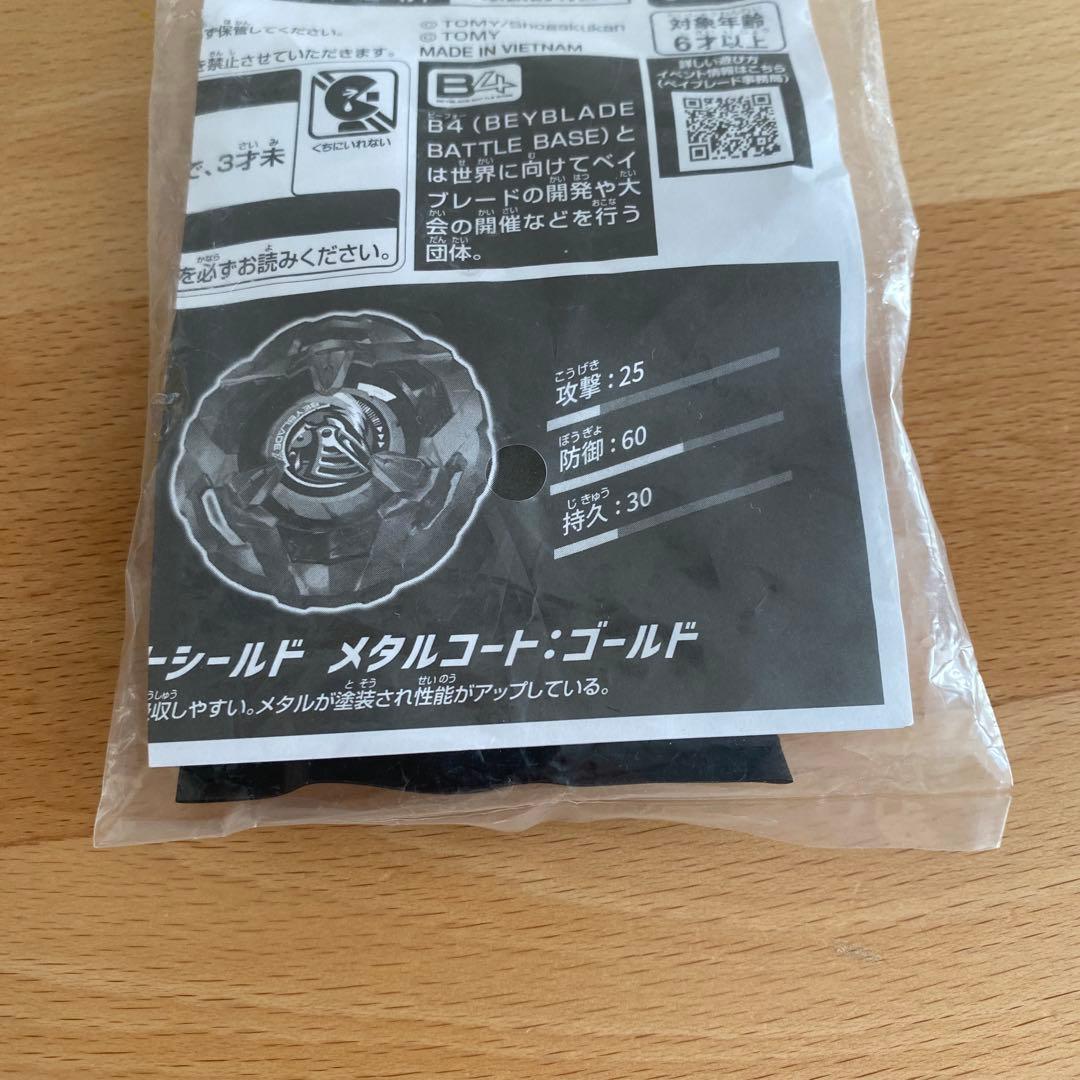 ず保管してください。
を禁止させていただきます。
くちにいれない
で、3才未
を必ずお読みください。
© TOMY/Shogakukan
© TOMY
MADE IN VIETNAM
B4
BEYBLADE BATTLE BASE
B4(BEYBLADE
BATTLE BASE)と
は世界に向けてベイ
ブレードの開発や大
会の開催などを行う
団体。
対象年齢
6才以上
詳しい遊び方
イベント情報はこちら
(ベイブレード事務局)
BEYBLADE X
攻撃:25
防御:60
持久:30
ーシールド メタルコート:ゴールド
収しやすい。メタルが塗装され性能がアップしている。